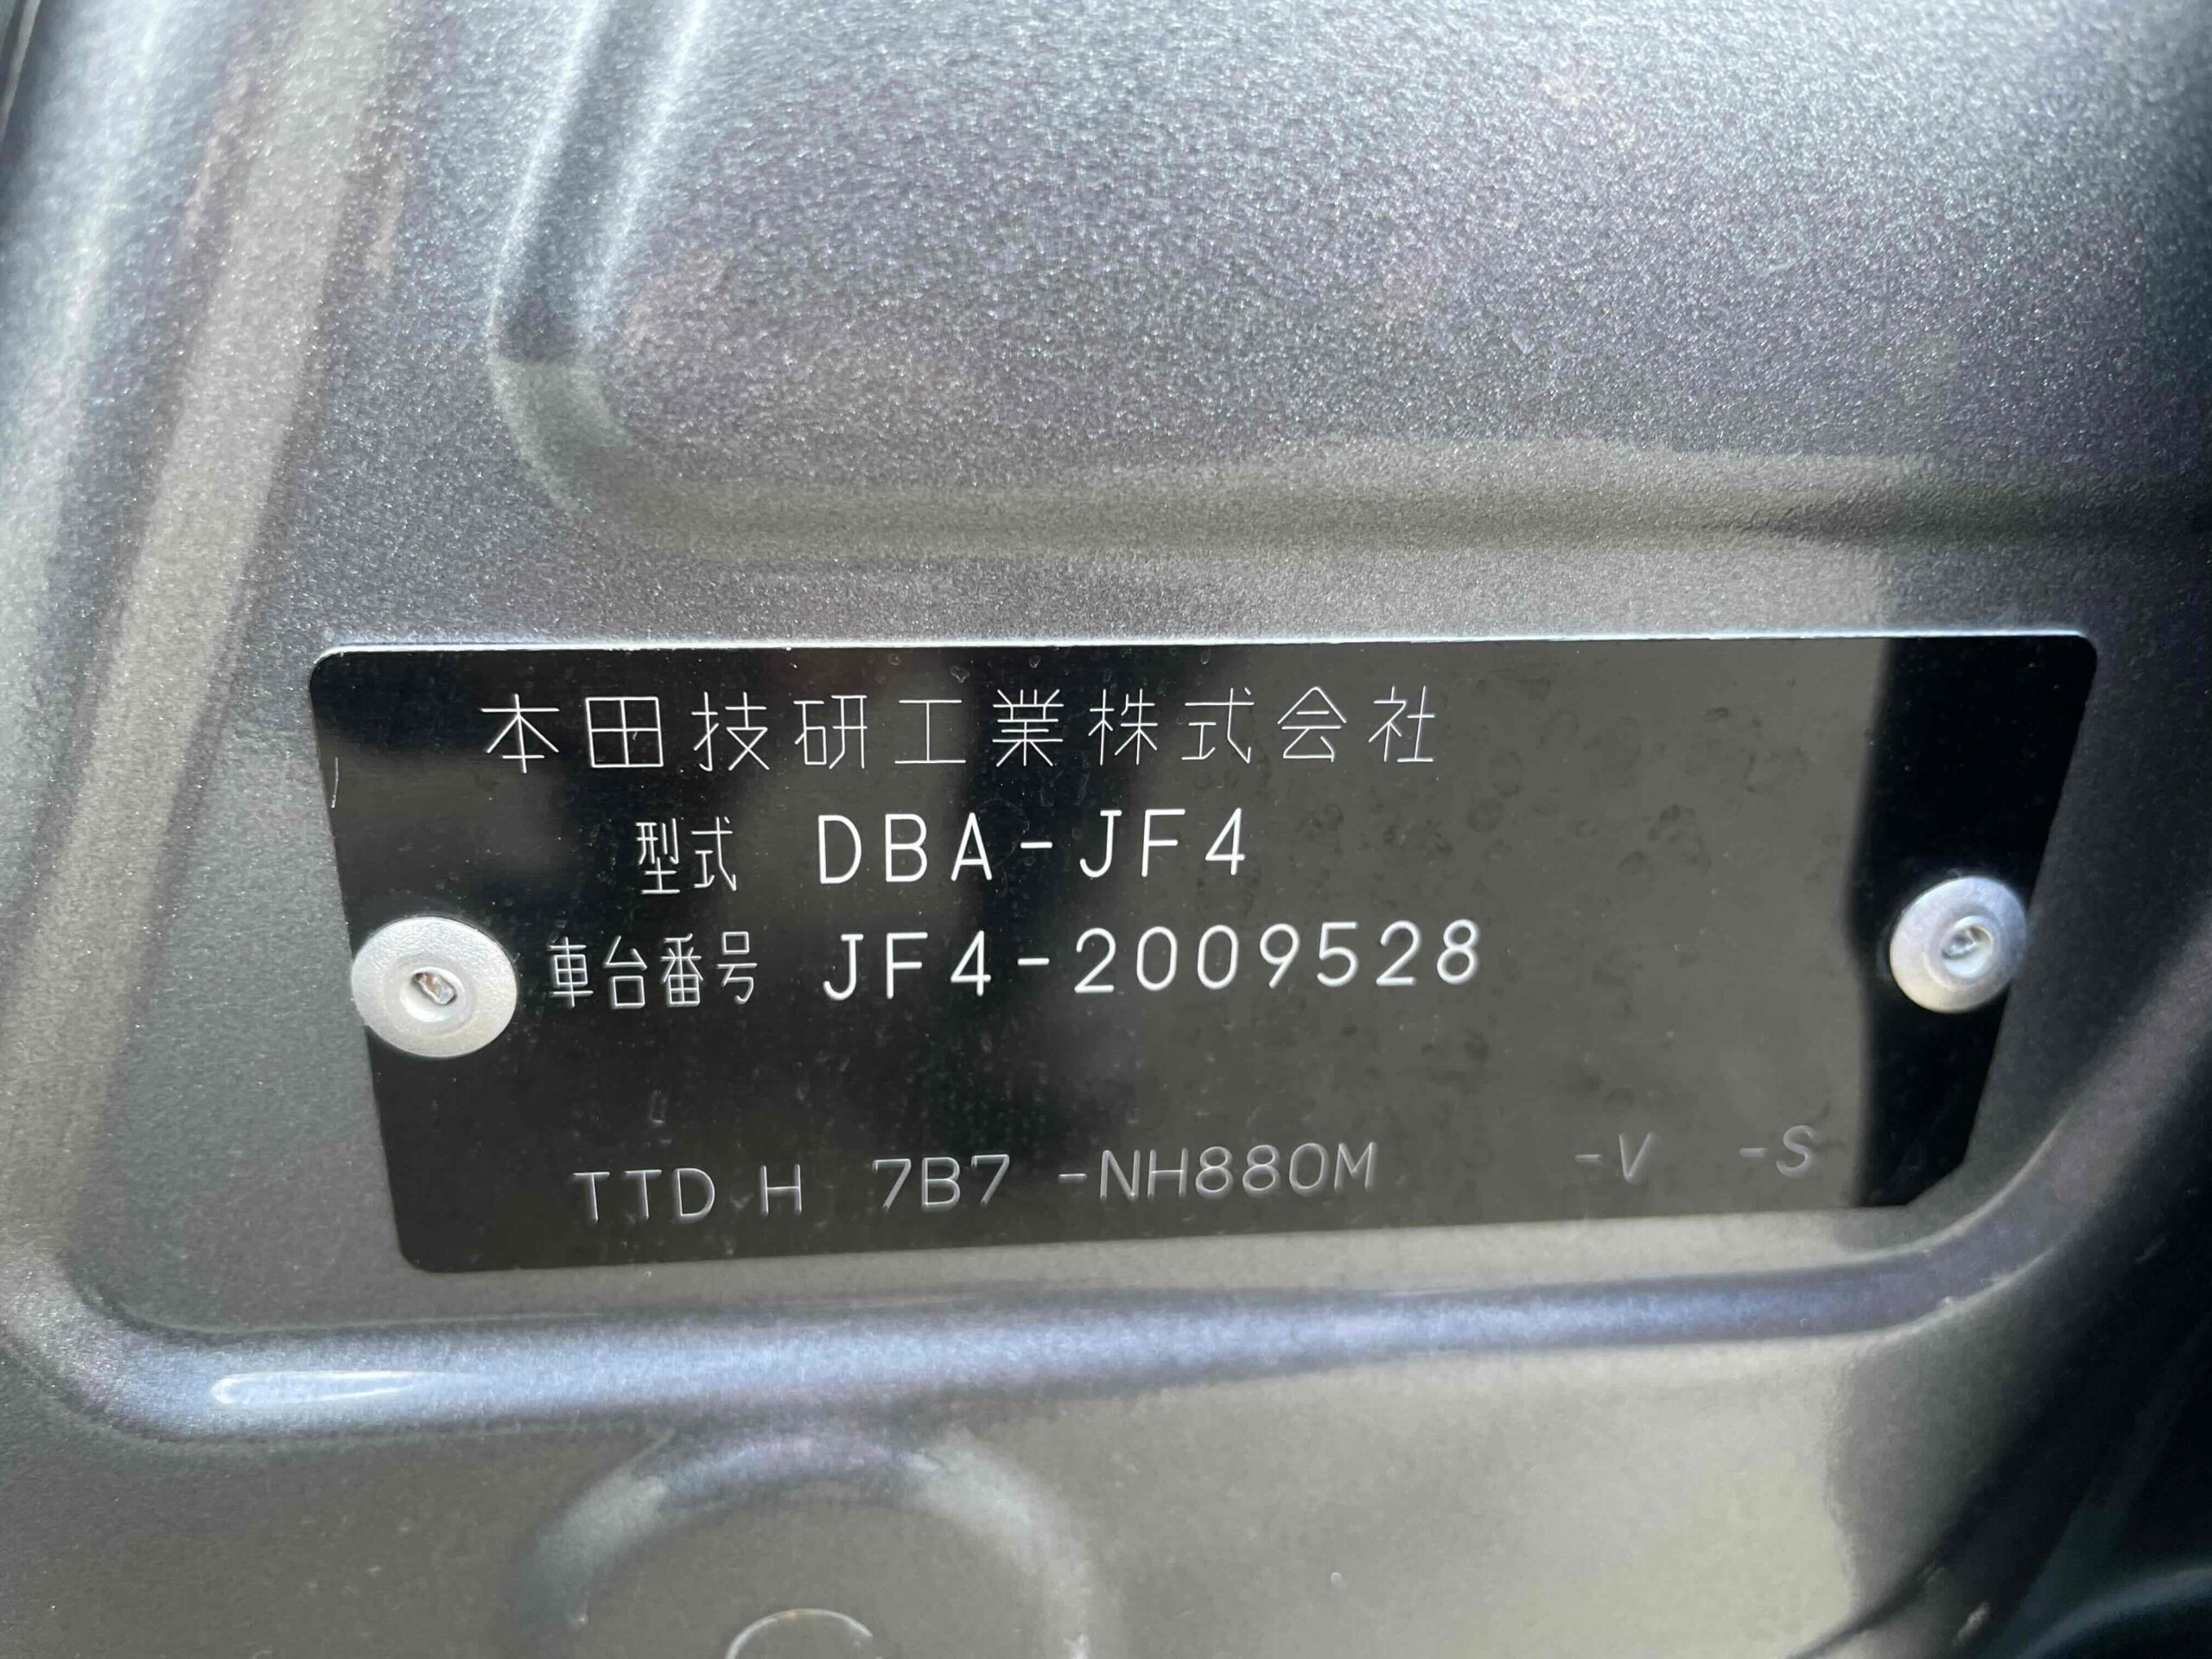 本田技研工業株式会社
型式 DBA-JF4
車台番号 JF4-2009528
TTD H 7B7 -NH880M -V -S